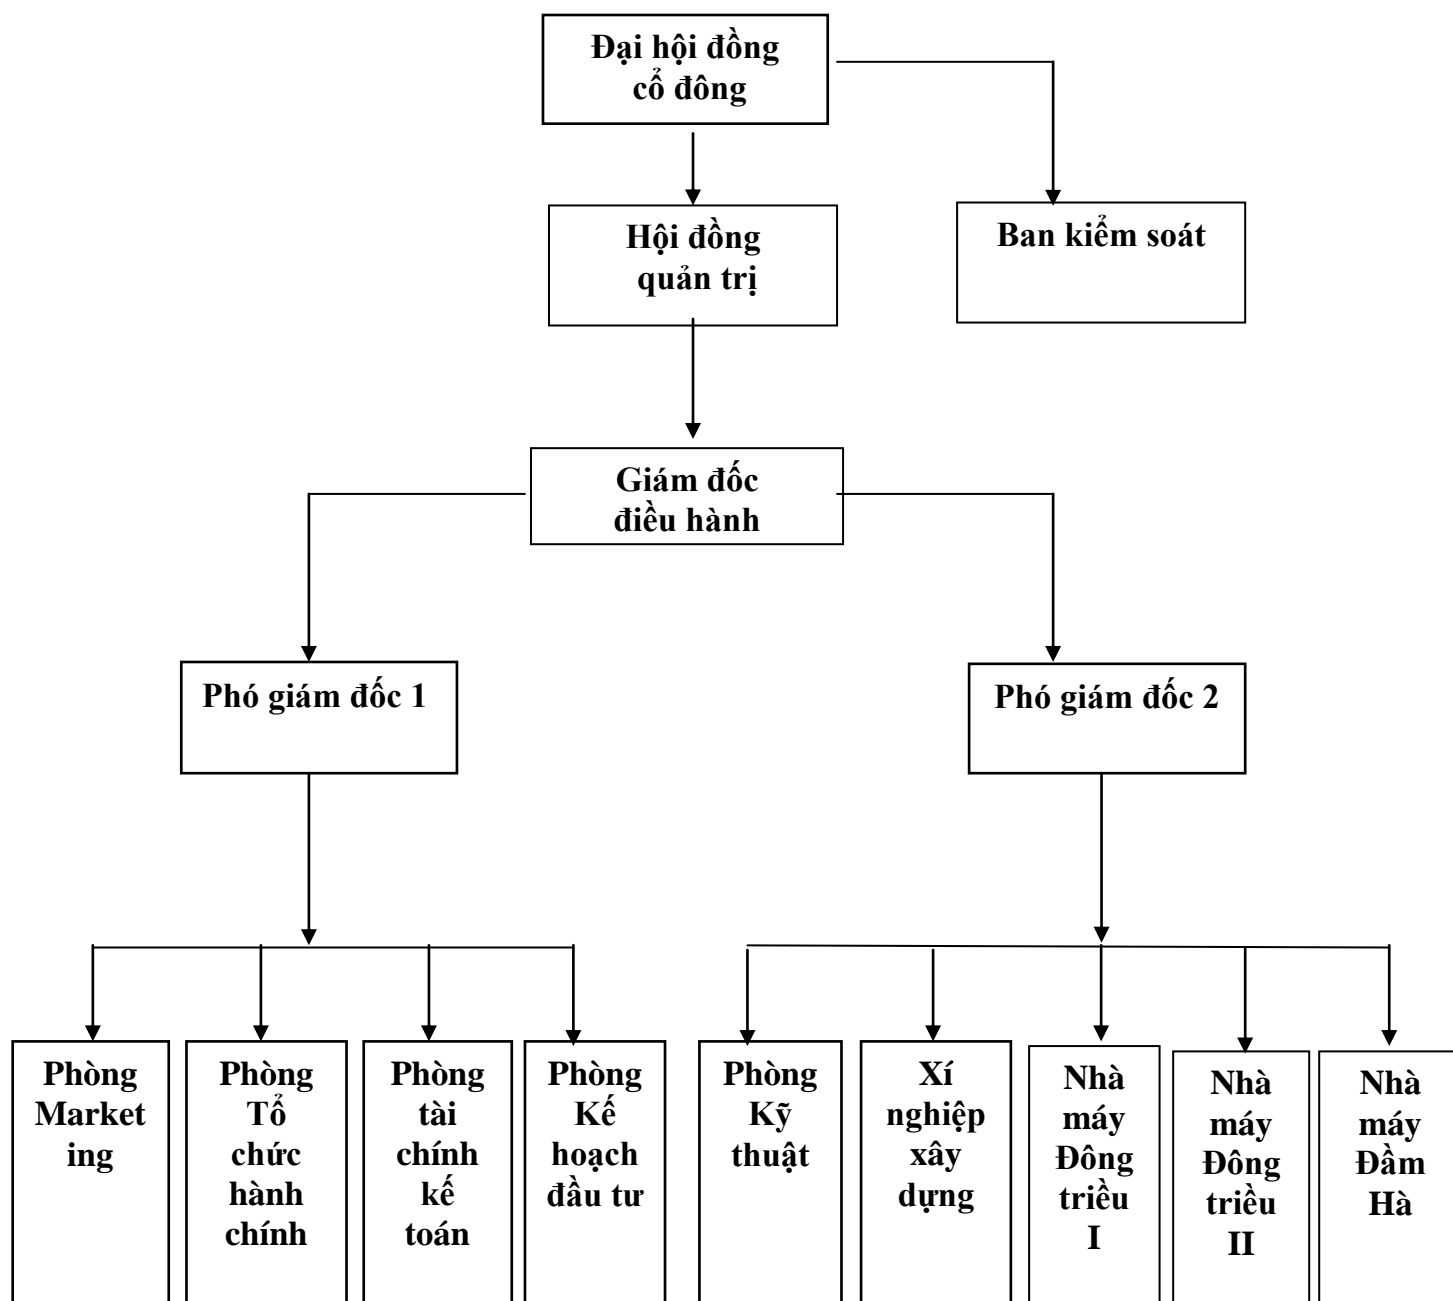 Đại hội đồng
cổ đông
Hội đồng
quản trị
Ban kiểm soát
Giám đốc
điều hành
Phó giám đốc 1
Phó giám đốc 2
Phòng
Market
ing
Phòng
Tổ
chức
hành
chính
Phòng
tài
chính
kế
toán
Phòng
Kế
hoạch
đầu tư
Phòng
Kỹ
thuật
Xí
nghiệp
xây
dựng
Nhà
máy
Đông
triều
I
Nhà
máy
Đông
triều
II
Nhà
máy
Đầm
Hà